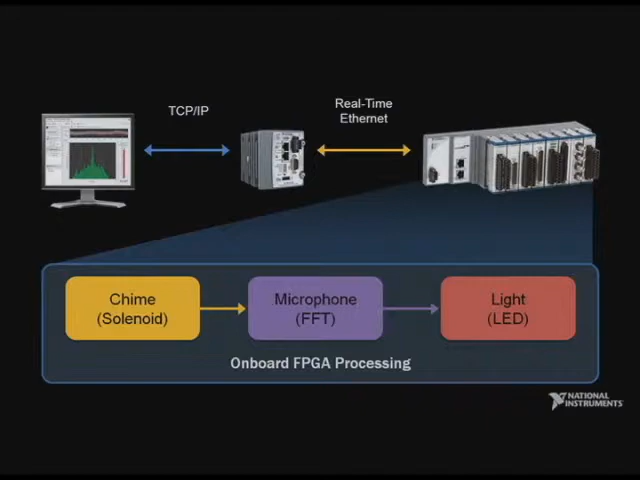 TCP/IP
Real-Time
Ethernet
Chime
(Solenoid)
Microphone
(FFT)
Light
(LED)
Onboard FPGA Processing
NATIONAL
INSTRUMENTS